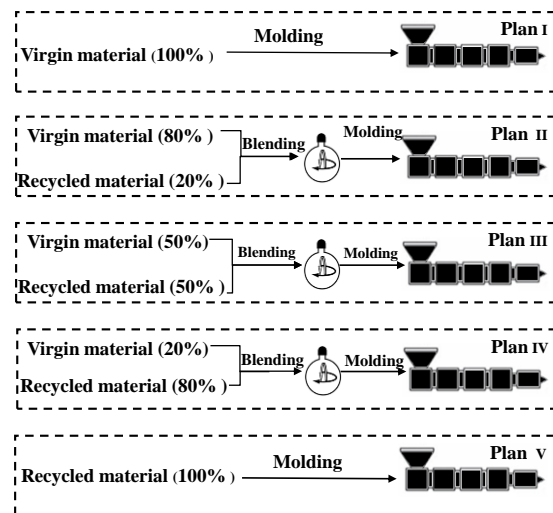 Plan I
Molding
Virgin material (100% )
Plan II
Virgin material (80% )
Blending
Molding
Recycled material (20% )
Plan III
Virgin material (50%)
Blending
Molding
Recycled material (50% )
Plan IV
Virgin material (20%)
Blending
Molding
Recycled material (80% )
Plan V
Molding
Recycled material (100% )